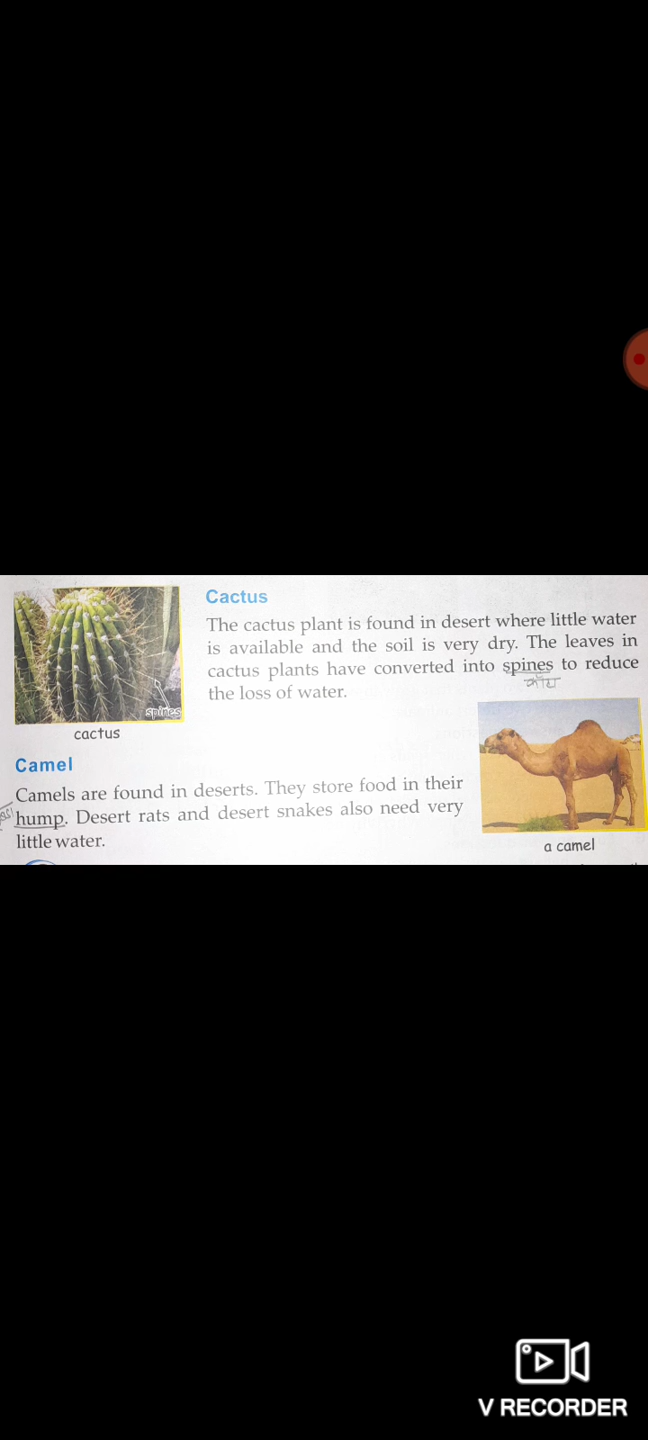 Cactus
The cactus plant is found in desert where little water
is available and the soil is very dry. The leaves in
cactus plants have converted into spines to reduce
the loss of water.
spines
cactus
Camel
Camels are found in deserts. They store food in their
hump. Desert rats and desert snakes also need very
little water.
a camel
V RECORDER